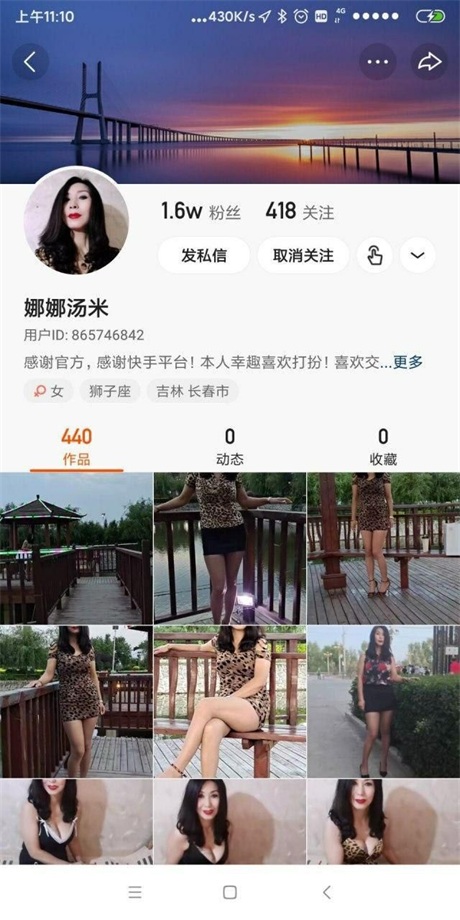 上午11:10 ...430K/s HD 4G
1.6w 粉丝 418 关注
发私信 取消关注
娜娜汤米
用户ID: 865746842
感谢官方，感谢快手平台！本人幸趣喜欢打扮！喜欢交...更多
女 狮子座 吉林 长春市
440 0 0
作品 动态 收藏